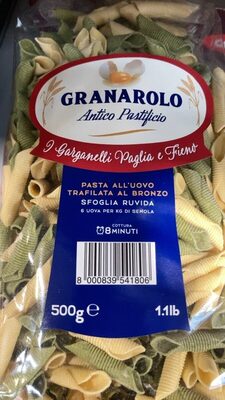 GRANAROLO
Antico Pastificio
I Garganelli Paglia e Fieno
PASTA ALL'UOVO
TRAFILATA AL BRONZO
SFOGLIA RUVIDA
6 UOVA PER KG DI SEMOLA
COTTURA
8 MINUTI
8 000839 541806
500g e 1.1lb